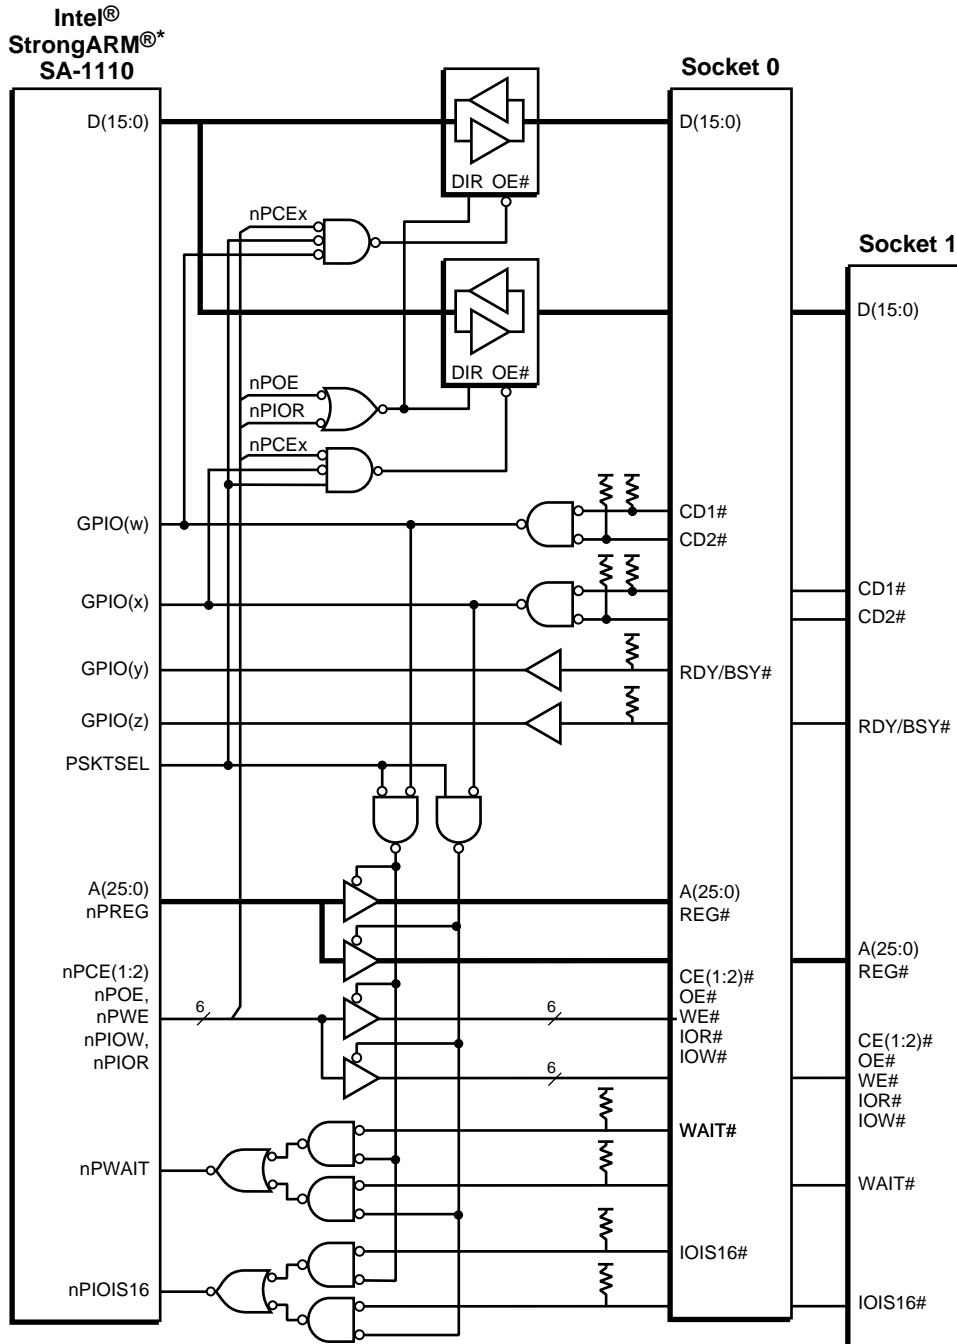 Intel®
StrongARM®*
SA-1110
Socket 0
D(15:0)
D(15:0)
DIR OE#
nPCEx
Socket 1
D(15:0)
DIR OE#
nPOE
nPIOR
nPCEx
GPIO(w)
CD1#
CD2#
GPIO(x)
CD1#
CD2#
GPIO(y)
RDY/BSY#
GPIO(z)
RDY/BSY#
PSKTSEL
A(25:0)
nPREG
A(25:0)
REG#
A(25:0)
REG#
nPCE(1:2)
nPOE,
nPWE
nPIOW,
nPIOR
6
6
CE(1:2)#
OE#
WE#
IOR#
IOW#
6
CE(1:2)#
OE#
WE#
IOR#
IOW#
WAIT#
nPWAIT
WAIT#
IOIS16#
nPIOIS16
IOIS16#